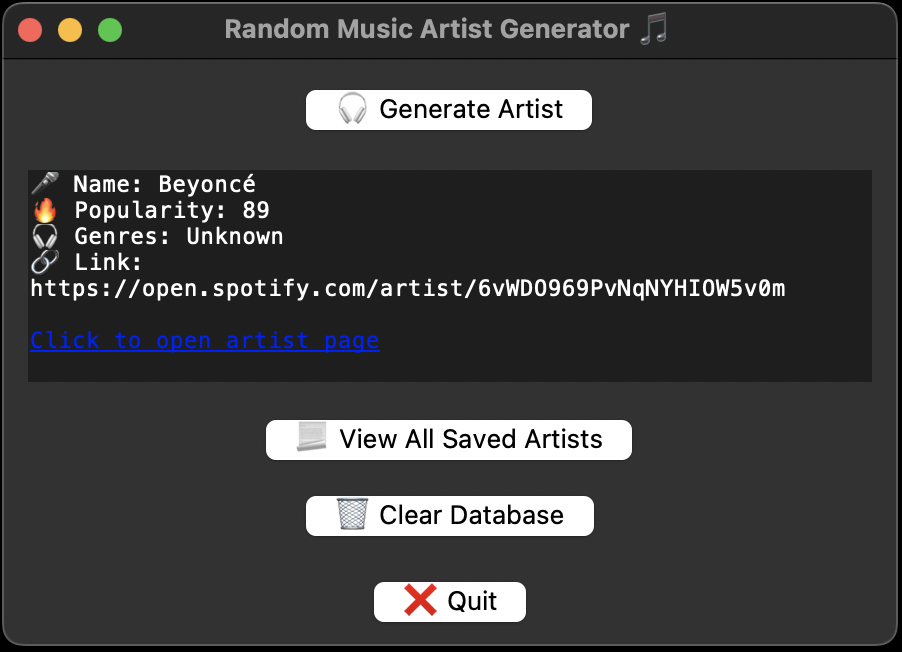 Random Music Artist Generator 🎵
🎧 Generate Artist
🎤 Name: Beyoncé
🔥 Popularity: 89
🎧 Genres: Unknown
🔗 Link:
https://open.spotify.com/artist/6vWDO969PvNqNYHIOW5v0m
Click to open artist page
📜 View All Saved Artists
🗑️ Clear Database
❌ Quit